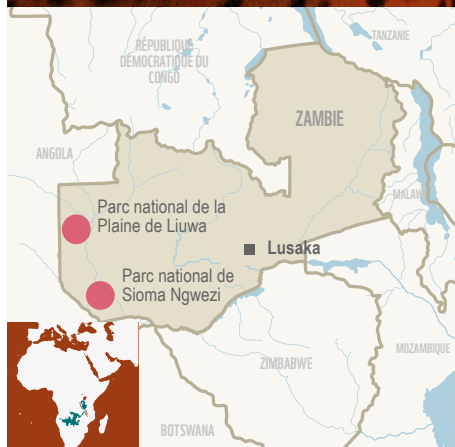 RÉPUBLIQUE
DÉMOCRATIQUE DU
CONGO
TANZANIE
ZAMBIE
ANGOLA
MALAWI
Parc national de la
Plaine de Liuwa
Lusaka
Parc national de
Sioma Ngwezi
ZIMBABWE
MOZAMBIQUE
BOTSWANA